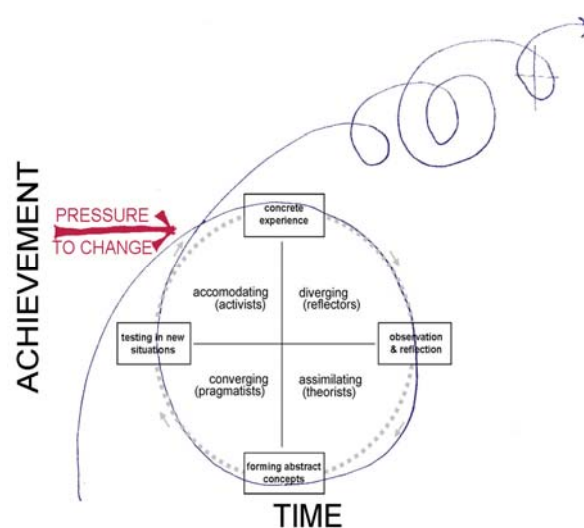 ACHIEVEMENT
PRESSURE
TO CHANGE
concrete
experience
accomodating
(activists)
diverging
(reflectors)
testing in new
situations
observation
& reflection
converging
(pragmatists)
assimilating
(theorists)
forming abstract
concepts
TIME